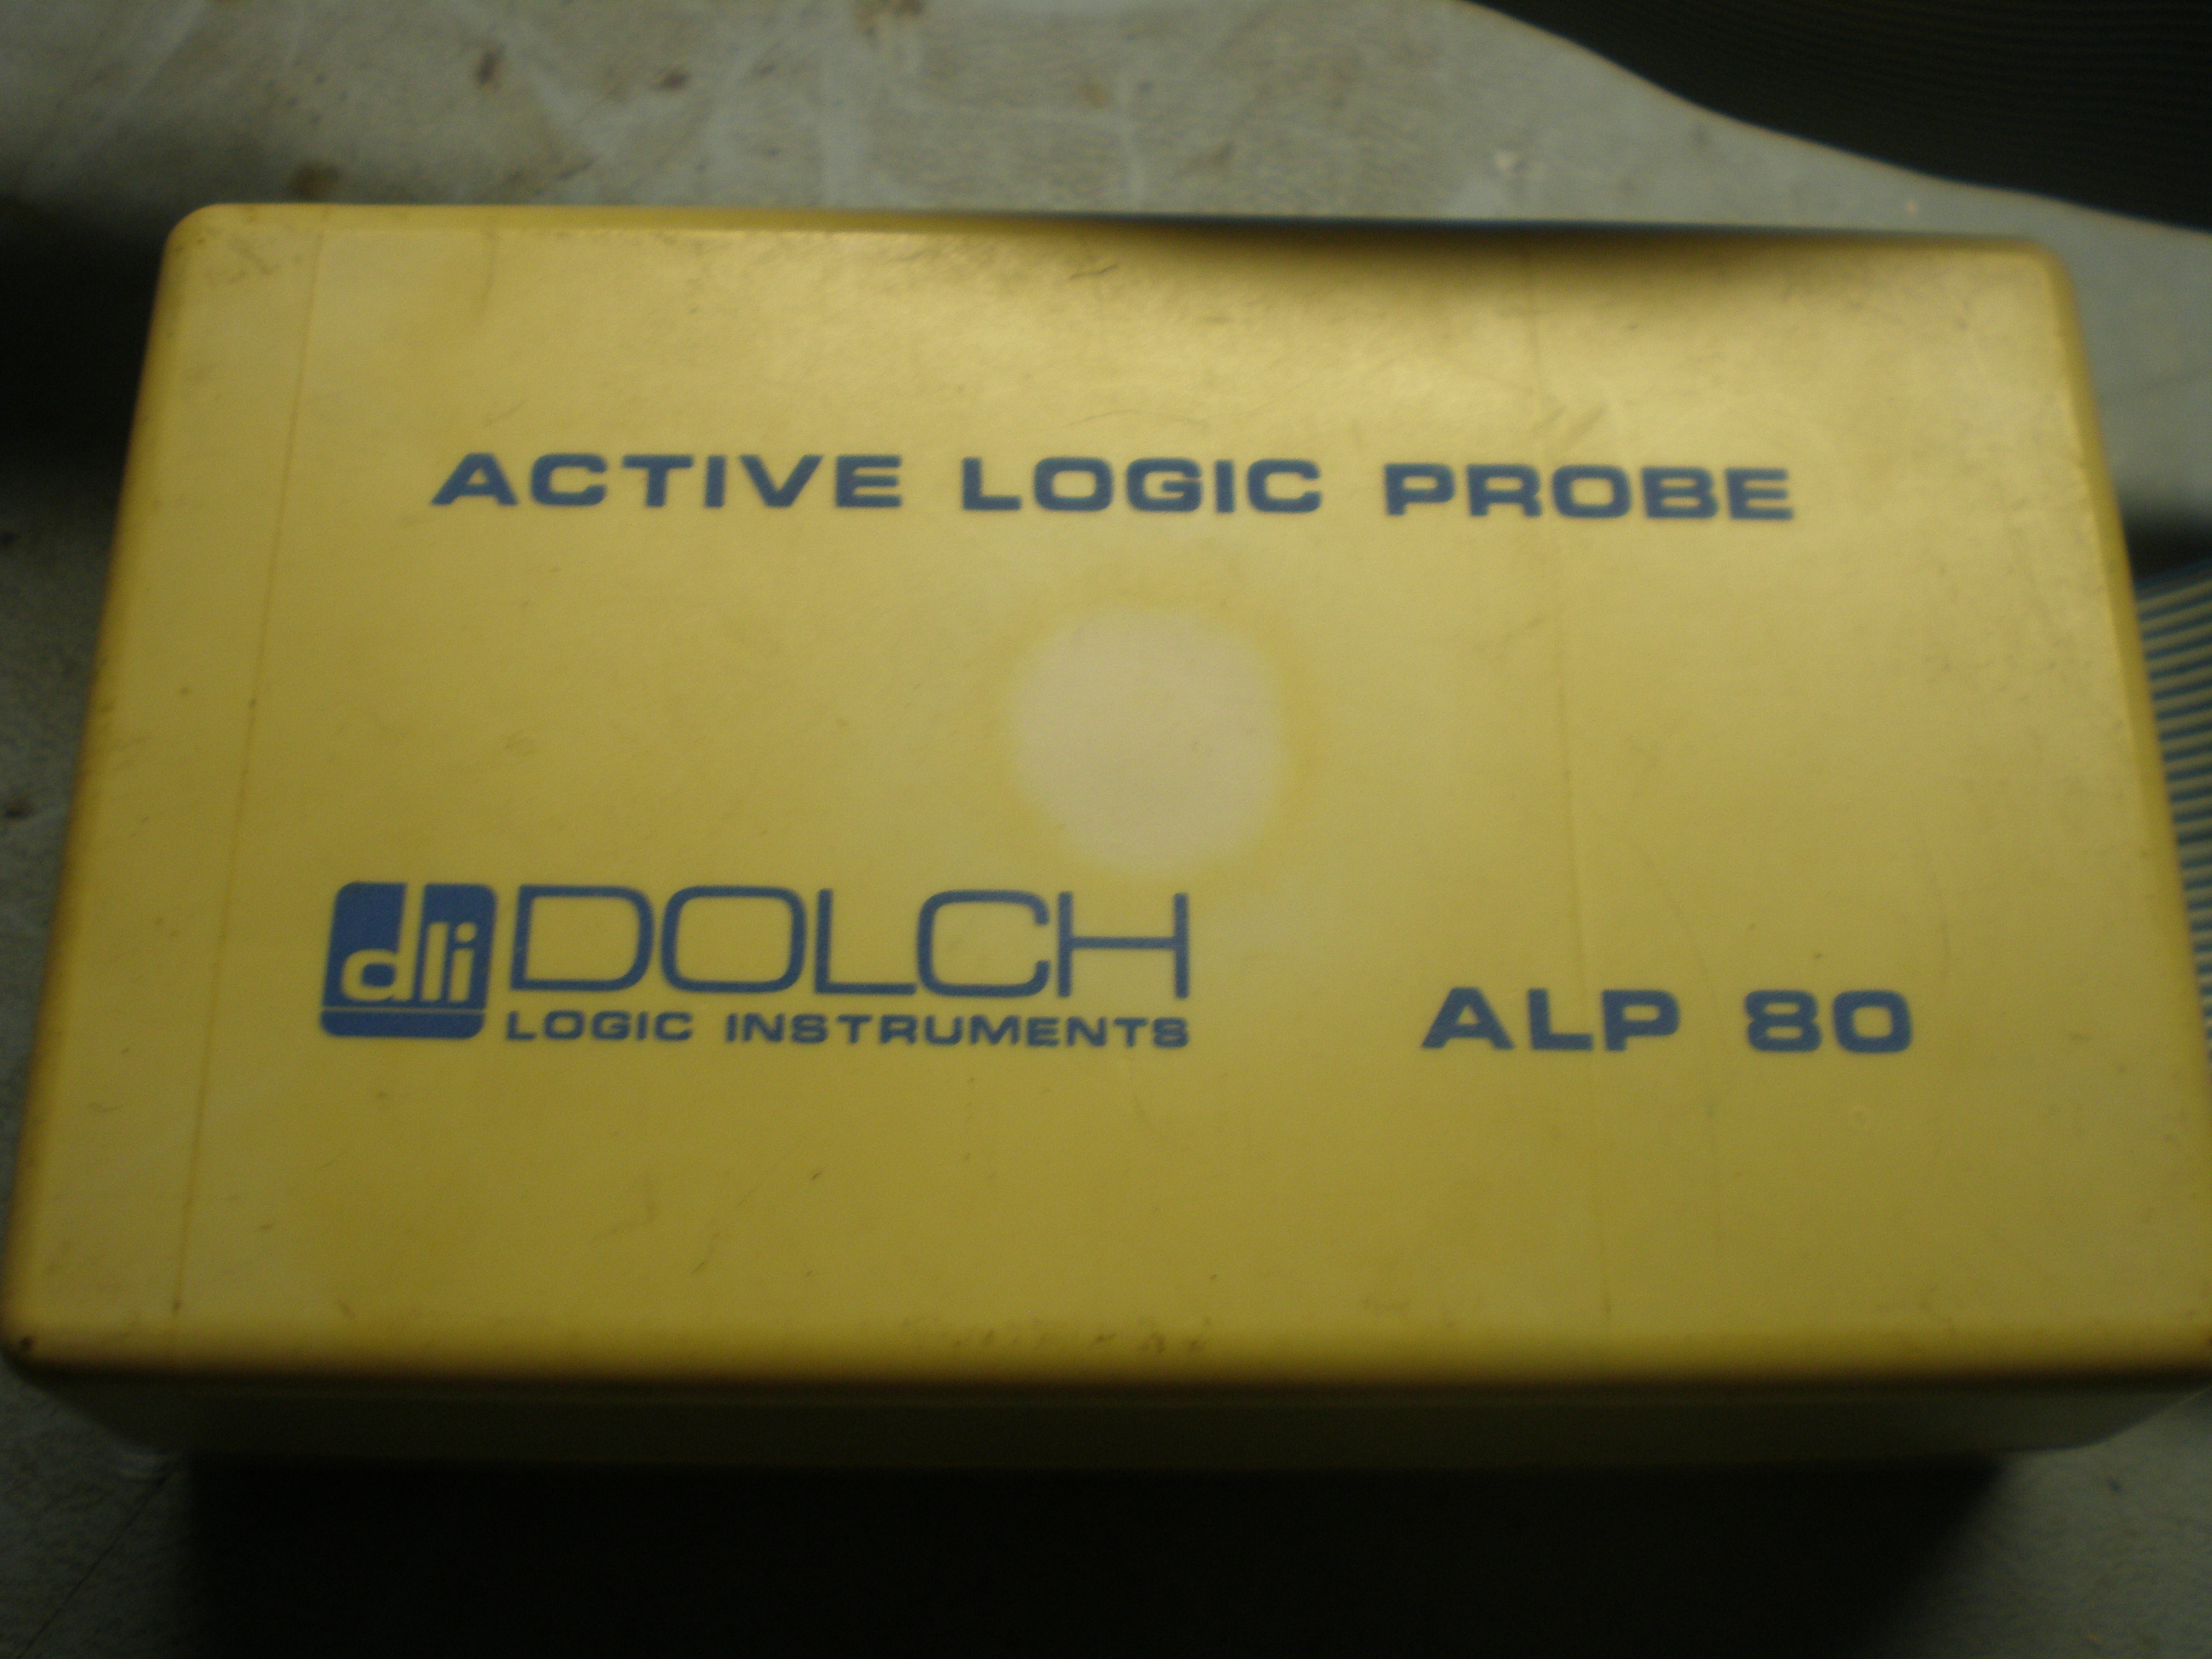 ACTIVE LOGIC PROBE
dli DOLCH
LOGIC INSTRUMENTS
ALP 80